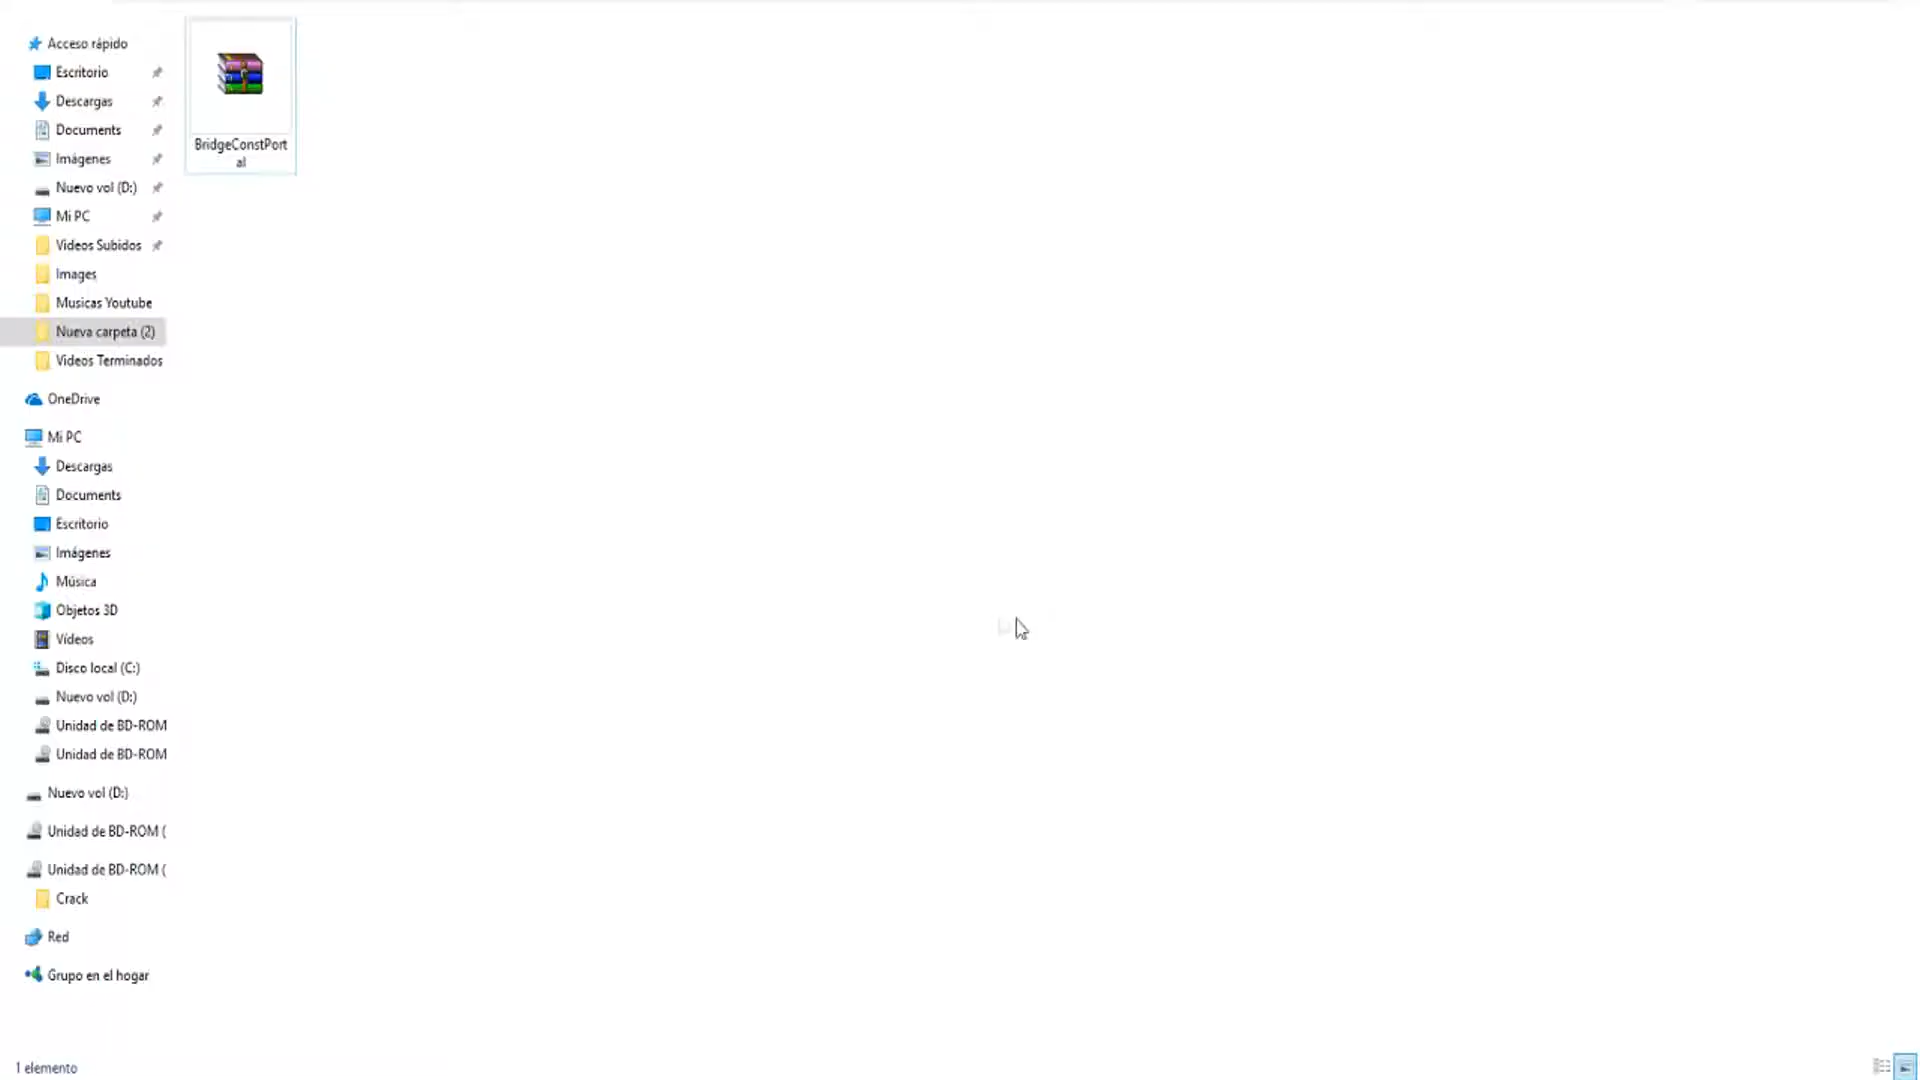 Acceso rápido
Escritorio
Descargas
Documents
Imágenes
Nuevo vol (D:)
Mi PC
Videos Subidos
Images
Musicas Youtube
Nueva carpeta (2)
Videos Terminados
OneDrive
Mi PC
Descargas
Documents
Escritorio
Imágenes
Música
Objetos 3D
Vídeos
Disco local (C:)
Nuevo vol (D:)
Unidad de BD-ROM
Unidad de BD-ROM
Nuevo vol (D:)
Unidad de BD-ROM (
Unidad de BD-ROM (
Crack
Red
Grupo en el hogar
BridgeConstPort
al
1 elemento